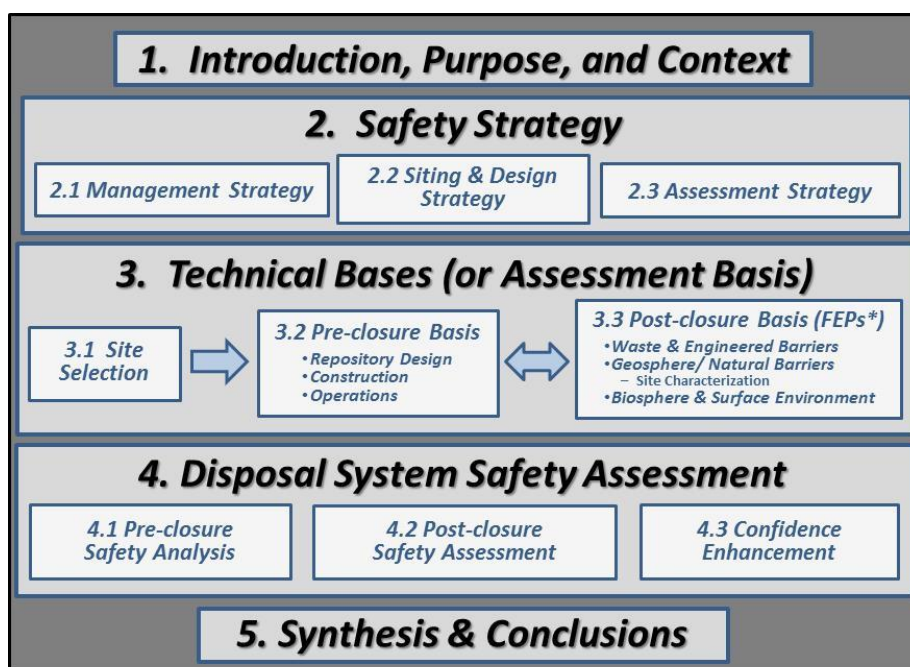 1. Introduction, Purpose, and Context
2. Safety Strategy
2.1 Management Strategy
2.2 Siting & Design
Strategy
2.3 Assessment Strategy
3. Technical Bases (or Assessment Basis)
3.1 Site
Selection
3.2 Pre-closure Basis
•Repository Design
•Construction
•Operations
3.3 Post-closure Basis (FEPs*)
•Waste & Engineered Barriers
•Geosphere/ Natural Barriers
– Site Characterization
•Biosphere & Surface Environment
4. Disposal System Safety Assessment
4.1 Pre-closure
Safety Analysis
4.2 Post-closure
Safety Assessment
4.3 Confidence
Enhancement
5. Synthesis & Conclusions